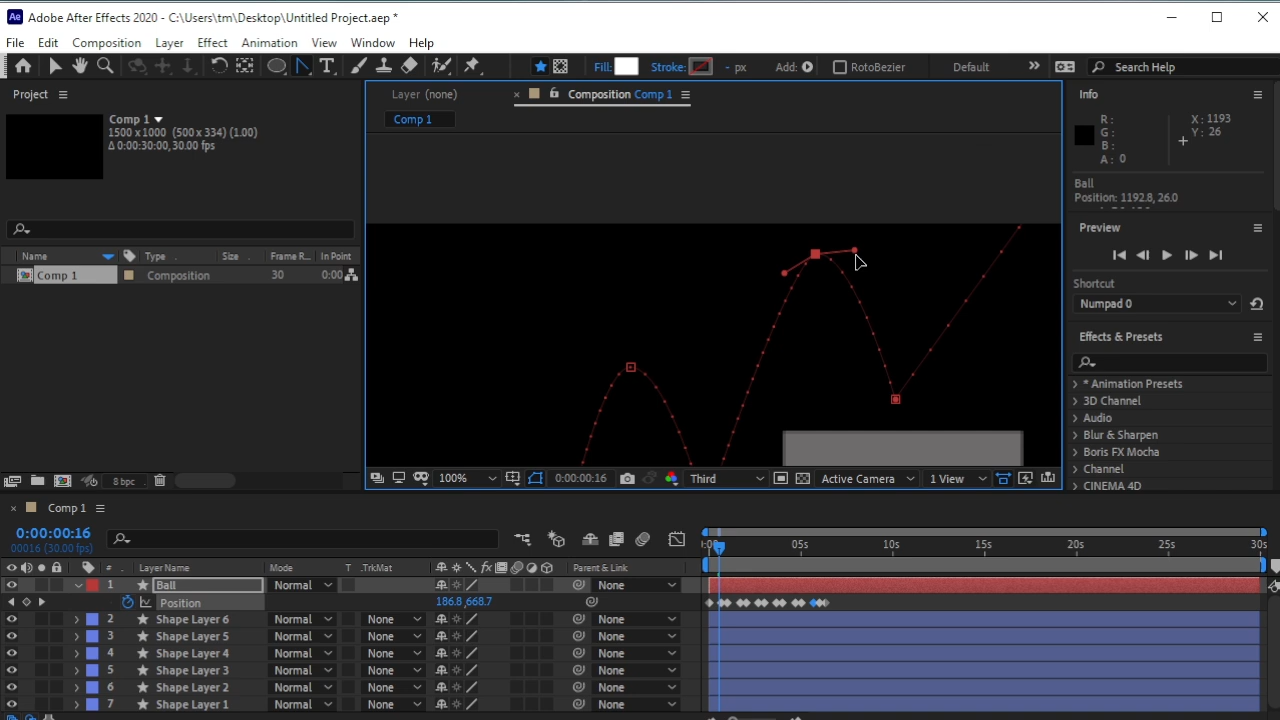 Adobe After Effects 2020 - C:\Users\tm\Desktop\Untitled Project.aep *
File Edit Composition Layer Effect Animation View Window Help
Fill: Stroke: - px Add: RotoBezier Default Search Help
Project
Comp 1
1500 x 1000 (500 x 334) (1.00)
Δ 0:00:30:00, 30.00 fps
Name Type Size Frame R... In Point
Comp 1 Composition 30 0:00
8 bpc
Layer (none) Composition Comp 1
Comp 1
100% 0:00:00:16 Third Active Camera 1 View
Info
R:
G:
B:
A: 0
X: 1193
Y: 26
Ball
Position: 1192.8, 26.0
Preview
Shortcut
Numpad 0
Effects & Presets
* Animation Presets
3D Channel
Audio
Blur & Sharpen
Boris FX Mocha
Channel
CINEMA 4D
Comp 1
0:00:00:16
00016 (30.00 fps)
05s 10s 15s 20s 25s 30s
# Layer Name Mode T .TrkMat Parent & Link
1 Ball Normal None
Position 186.8, 668.7
2 Shape Layer 6 Normal None None
3 Shape Layer 5 Normal None None
4 Shape Layer 4 Normal None None
5 Shape Layer 3 Normal None None
6 Shape Layer 2 Normal None None
7 Shape Layer 1 Normal None None